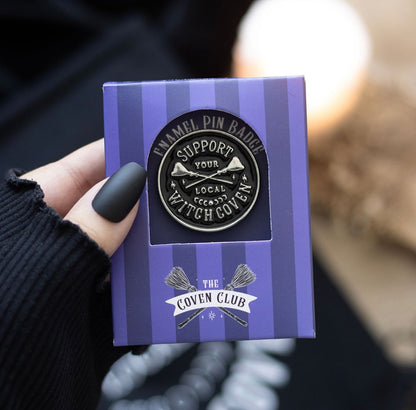 ENAMEL PIN BADGE
SUPPORT
YOUR
LOCAL
WITCH COVEN
THE
COVEN CLUB